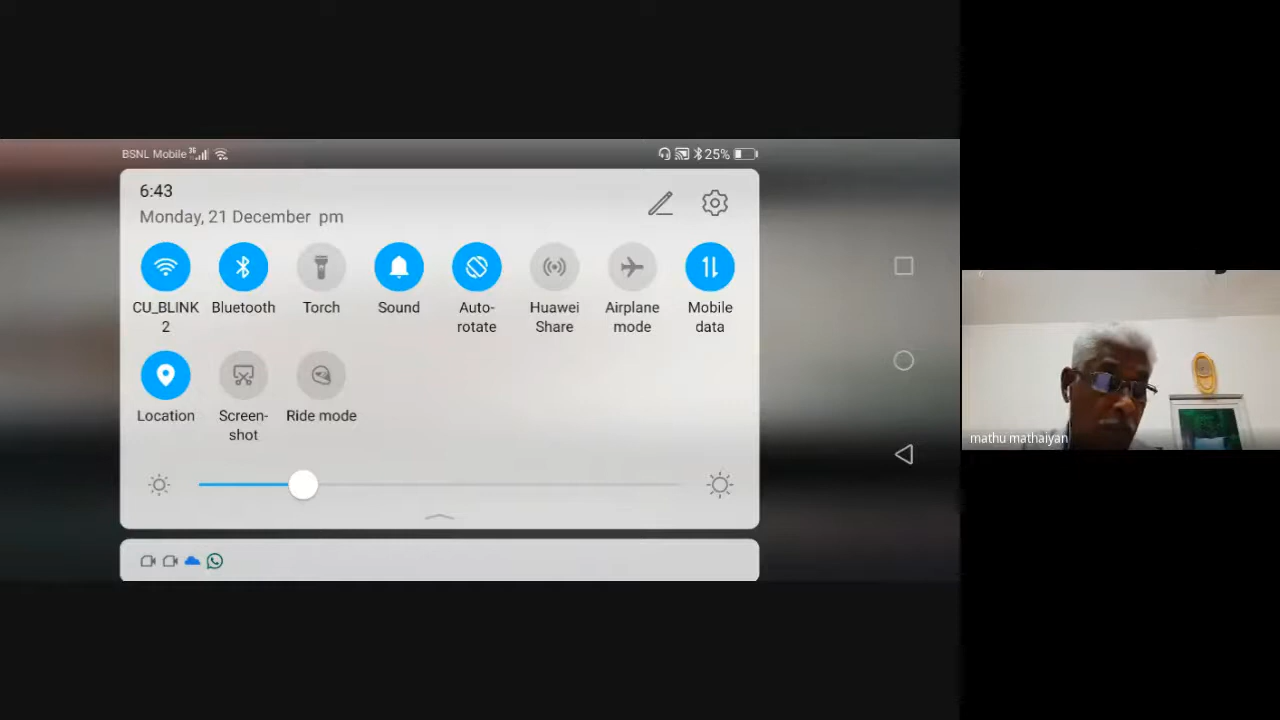 BSNL Mobile 3G 25%
6:43
Monday, 21 December pm
CU_BLINK
2
Bluetooth
Torch
Sound
Auto-
rotate
Huawei
Share
Airplane
mode
Mobile
data
Location
Screen-
shot
Ride mode
mathu mathaiyan